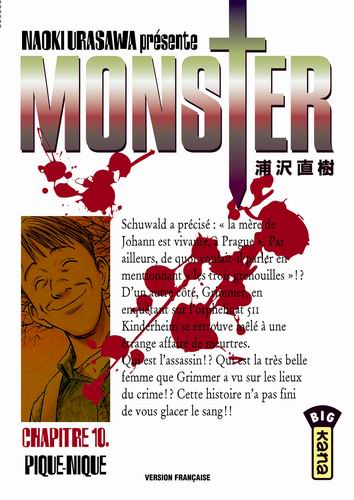 NAOKI URASAWA présente
MONSTER
浦沢直樹
Schuwald a précisé : « la mère de
Johann est vivante, à Prague ». Par
ailleurs, de quoi voulait-il parler en
mentionnant « les trois grenouilles » !?
D'un autre côté, Grimmer, en
enquêtant sur l'orphelinat 511
Kinderheim se retrouve mêlé à une
étrange affaire de meurtres.
Qui est l'assassin !? Qui est la très belle
femme que Grimmer a vu sur les lieux
du crime!? Cette histoire n'a pas fini
de vous glacer le sang !!
CHAPITRE 10.
PIQUE-NIQUE
BIG
kana
VERSION FRANÇAISE